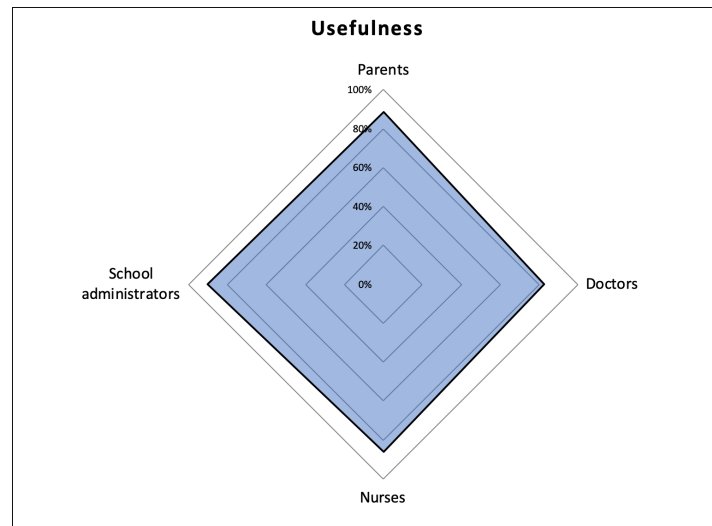 Usefulness
Parents
100%
80%
60%
40%
20%
0%
School
administrators
Doctors
Nurses